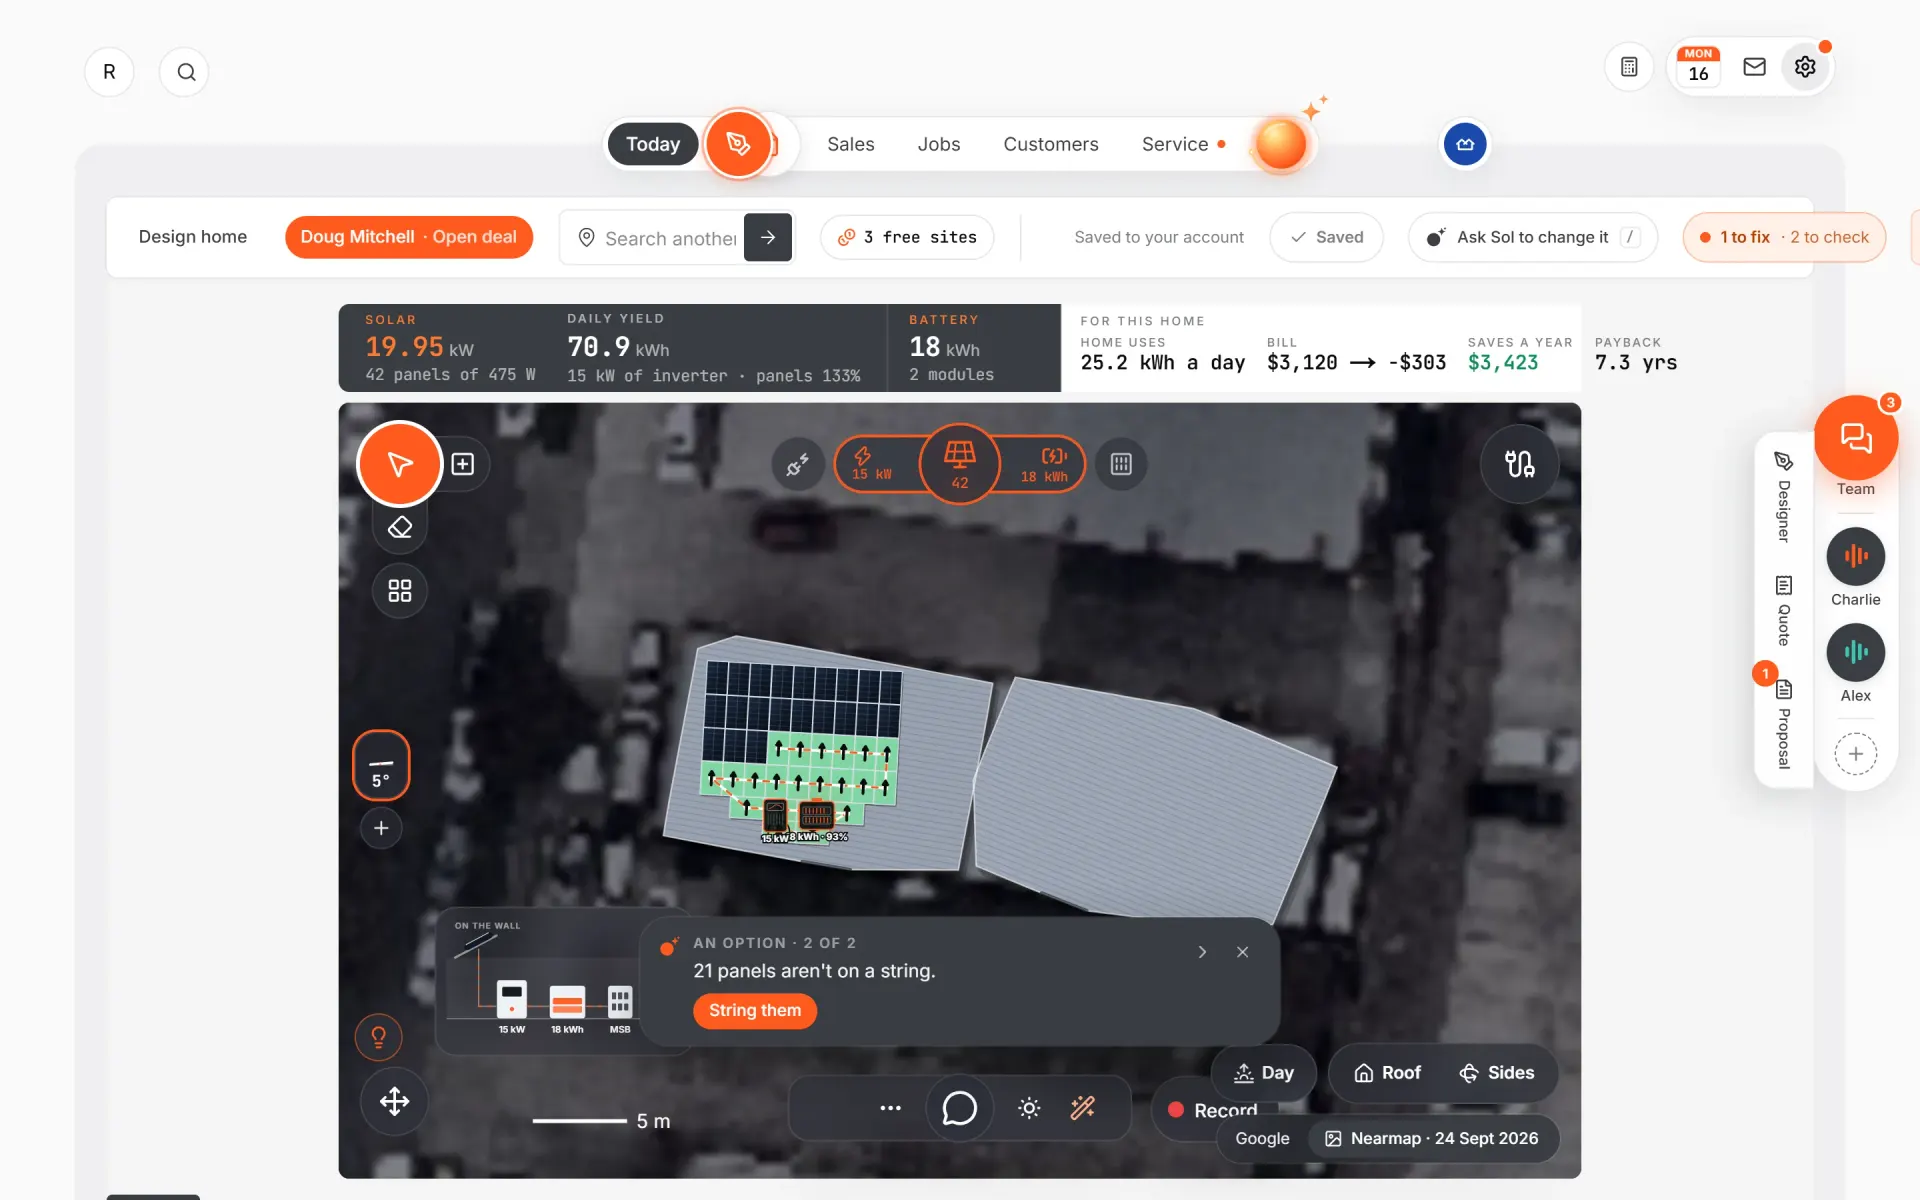 R
MON
16
Today
Sales
Jobs
Customers
Service
Design home
Doug Mitchell · Open deal
Search another
3 free sites
Saved to your account
Saved
Ask Sol to change it /
1 to fix · 2 to check
SOLAR
19.95 kW
42 panels of 475 W
DAILY YIELD
70.9 kWh
15 kW of inverter · panels 133%
BATTERY
18 kWh
2 modules
FOR THIS HOME
HOME USES
25.2 kWh a day
BILL
$3,120 → -$303
SAVES A YEAR
$3,423
PAYBACK
7.3 yrs
15 kW
42
18 kWh
3
Team
Designer
Charlie
Quote
Alex
1
Proposal
5°
15 kW
8 kWh · 93%
ON THE WALL
15 kW
18 kWh
MSB
AN OPTION · 2 OF 2
21 panels aren't on a string.
String them
Day
Roof
Sides
5 m
Record
Google
Nearmap · 24 Sept 2026